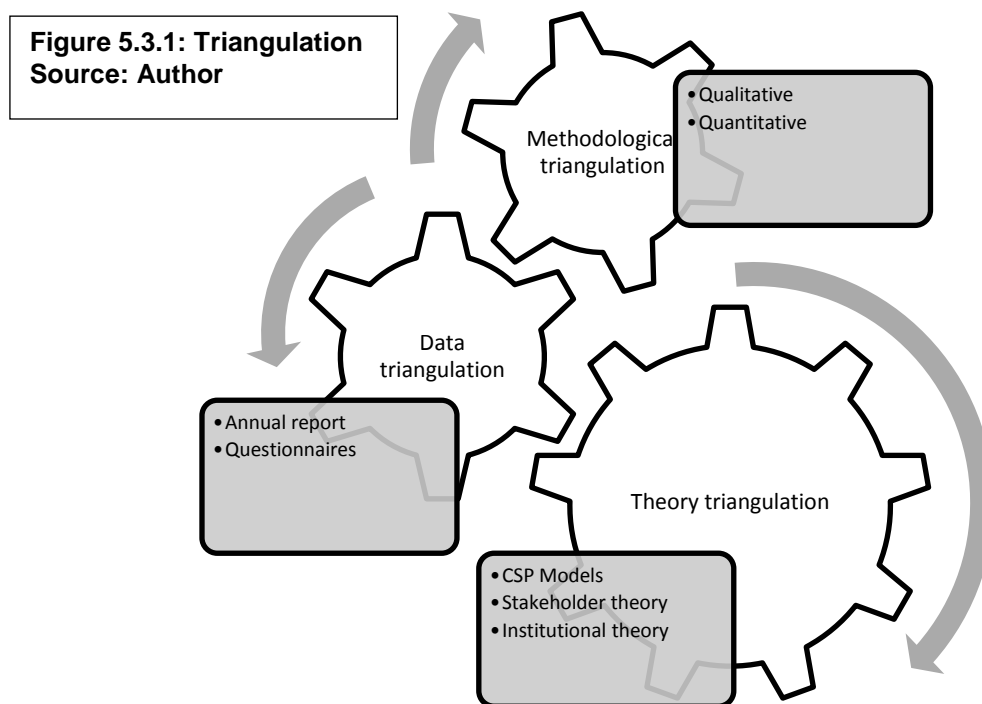 Figure 5.3.1: Triangulation
Source: Author
Methodologica
triangulation
• Qualitative
• Quantitative
Data
triangulation
• Annual report
• Questionnaires
Theory triangulation
• CSP Models
• Stakeholder theory
• Institutional theory